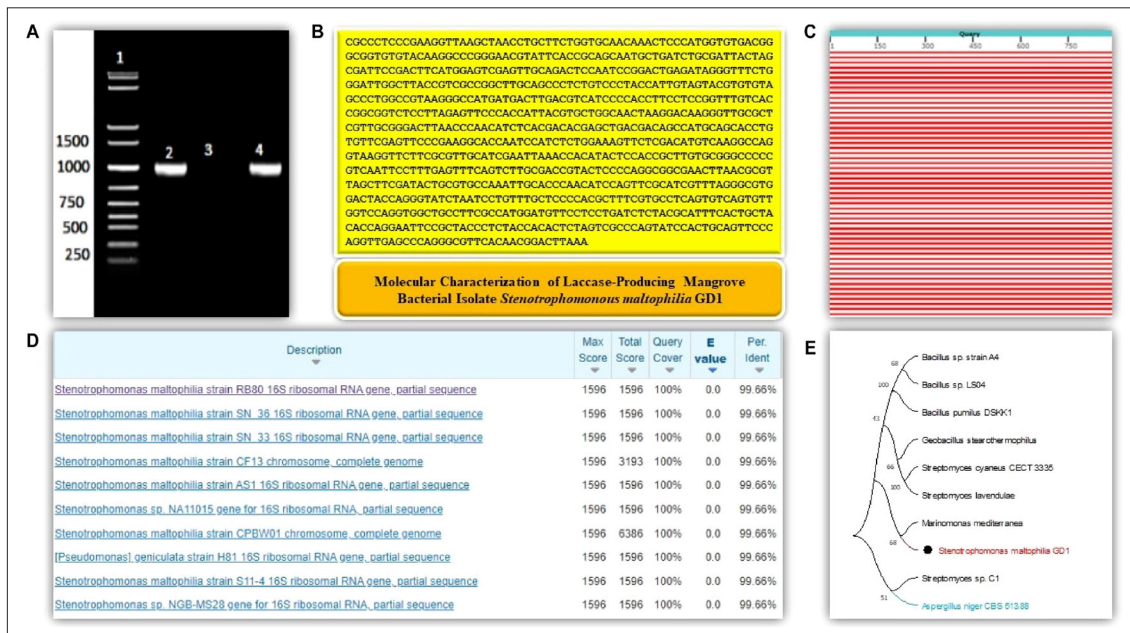 A
1
1500
1000
750
500
250
2
3
4
B
CGCCCTCCCGAAGGTTAAGCTAACCTGCTTCTGGTGCAACAAACTCCCATGGTGTGACGG
GCGGTGTGTACAAGGCCCGGGAACGTATTCACCGCAGCAATGCTGATCTGCGATTACTAG
CGATTCCGACTTCATGGAGTCGAGTTGCAGACTCCAATCCGGACTGAGATAGGGTTTCTG
GGATTGGCTTACCGTCGCCGGCTTGCAGCCCTCTGTCCCTACCATTGTAGTACGTGTGTA
GCCCTGGCCGTAAGGGCCATGATGACTTGACGTCATCCCCACCTTCCTCCGGTTTGTCAC
CGGCGGTCTCCTTAGAGTTCCCACCATTACGTGCTGGCAACTAAGGACAAGGGTTGCGCT
CGTTGCGGGACTTAACCCAACATCTCACGACACGAGCTGACGACAGCCATGCAGCACCTG
TGTTCGAGTTCCCGAAGGCACCAATCCATCTCTGGAAAGTTCTCGACATGTCAAGGCCAG
GTAAGGTTCTTCGCGTTGCATCGAATTAAACCACATACTCCACCGCTTGTGCGGGCCCCC
GTCAATTCCTTTGAGTTTCAGTCTTGCGACCGTACTCCCCAGGCGGCGAACTTAACGCGT
TAGCTTCGATACTGCGTGCCAAATTGCACCCAACATCCAGTTCGCATCGTTTAGGGCGTG
GACTACCAGGGTATCTAATCCTGTTTGCTCCCCACGCTTTCGTGCCTCAGTGTCAGTGTT
GGTCCAGGTGGCTGCCTTCGCCATGGATGTTCCTCCTGATCTCTACGCATTTCACTGCTA
CACCAGGAATTCCGCTACCCTCTACCACACTCTAGTCGCCCAGTATCCACTGCAGTTCCC
AGGTTGAGCCCAGGGCGTTCACAACGGACTTAAA
Molecular Characterization of Laccase-Producing Mangrove
Bacterial Isolate Stenotrophomonous maltophilia GD1
C
Query
1 150 300 450 600 750
D
Description Max Score Total Score Query Cover E value Per. Ident
Stenotrophomonas maltophilia strain RB80 16S ribosomal RNA gene, partial sequence 1596 1596 100% 0.0 99.66%
Stenotrophomonas maltophilia strain SN_36 16S ribosomal RNA gene, partial sequence 1596 1596 100% 0.0 99.66%
Stenotrophomonas maltophilia strain SN_33 16S ribosomal RNA gene, partial sequence 1596 1596 100% 0.0 99.66%
Stenotrophomonas maltophilia strain CF13 chromosome, complete genome 1596 3193 100% 0.0 99.66%
Stenotrophomonas maltophilia strain AS1 16S ribosomal RNA gene, partial sequence 1596 1596 100% 0.0 99.66%
Stenotrophomonas sp. NA11015 gene for 16S ribosomal RNA, partial sequence 1596 1596 100% 0.0 99.66%
Stenotrophomonas maltophilia strain CPBW01 chromosome, complete genome 1596 6386 100% 0.0 99.66%
[Pseudomonas] geniculata strain H81 16S ribosomal RNA gene, partial sequence 1596 1596 100% 0.0 99.66%
Stenotrophomonas maltophilia strain S11-4 16S ribosomal RNA gene, partial sequence 1596 1596 100% 0.0 99.66%
Stenotrophomonas sp. NGB-MS28 gene for 16S ribosomal RNA, partial sequence 1596 1596 100% 0.0 99.66%
E
68
Bacillus sp. strain A4
100
Bacillus sp. LS04
43
Bacillus pumilus DSKK1
Geobacillus stearothermophilus
66
Streptomyces cyaneus CECT 3335
100
Streptomyces lavendulae
Marinomonas mediterranea
68
Stenotrophomonas maltophilia GD1
Streptomyces sp. C1
51
Aspergillus niger CBS 513.88